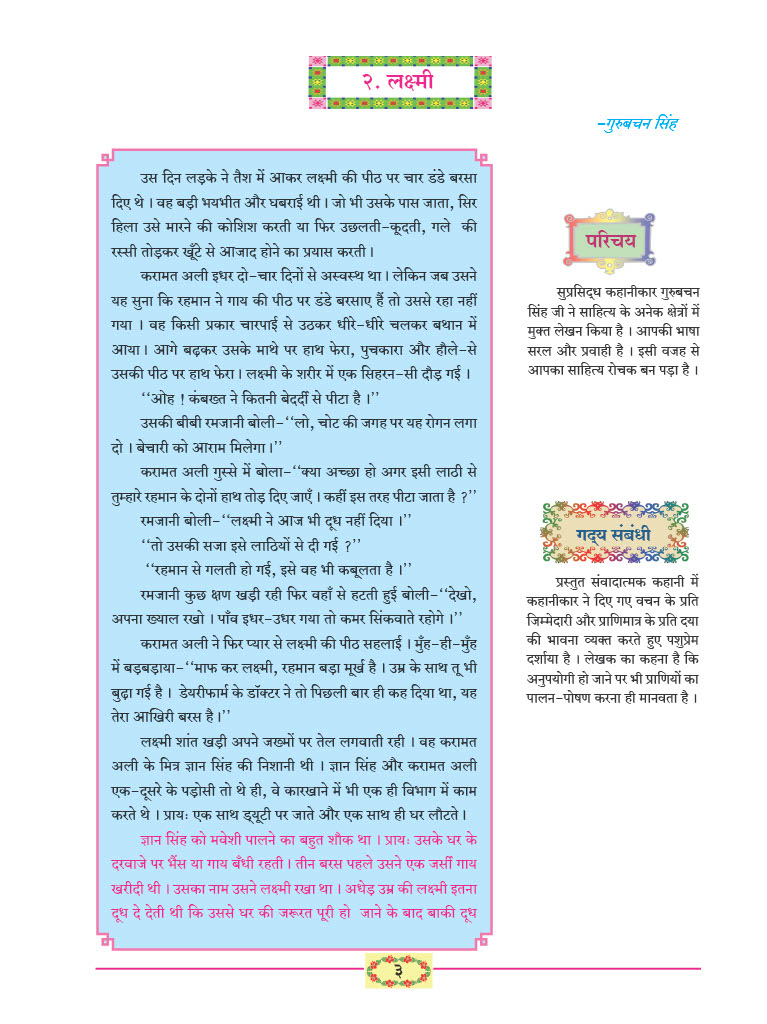 २. लक्ष्मी
-गुरुबचन सिंह
उस दिन लड़के ने तैश में आकर लक्ष्मी की पीठ पर चार डंडे बरसा
दिए थे । वह बड़ी भयभीत और घबराई थी । जो भी उसके पास जाता, सिर
हिला उसे मारने की कोशिश करती या फिर उछलती-कूदती, गले की
रस्सी तोड़कर खूँटे से आजाद होने का प्रयास करती ।
करामत अली इधर दो-चार दिनों से अस्वस्थ था । लेकिन जब उसने
यह सुना कि रहमान ने गाय की पीठ पर डंडे बरसाए हैं तो उससे रहा नहीं
गया । वह किसी प्रकार चारपाई से उठकर धीरे-धीरे चलकर बथान में
आया । आगे बढ़कर उसके माथे पर हाथ फेरा, पुचकारा और हौले-से
उसकी पीठ पर हाथ फेरा । लक्ष्मी के शरीर में एक सिहरन-सी दौड़ गई ।
‘‘ओह ! कंबख्त ने कितनी बेदर्दी से पीटा है ।’’
उसकी बीबी रमजानी बोली-‘‘लो, चोट की जगह पर यह रोगन लगा
दो । बेचारी को आराम मिलेगा ।’’
करामत अली गुस्से में बोला-‘‘क्या अच्छा हो अगर इसी लाठी से
तुम्हारे रहमान के दोनों हाथ तोड़ दिए जाएँ । कहीं इस तरह पीटा जाता है ?’’
रमजानी बोली-‘‘लक्ष्मी ने आज भी दूध नहीं दिया ।’’
‘‘तो उसकी सजा इसे लाठियों से दी गई ?’’
‘‘रहमान से गलती हो गई, इसे वह भी कबूलता है ।’’
रमजानी कुछ क्षण खड़ी रही फिर वहाँ से हटती हुई बोली-‘‘देखो,
अपना ख्याल रखो । पाँव इधर-उधर गया तो कमर सिंकवाते रहोगे ।’’
करामत अली ने फिर प्यार से लक्ष्मी की पीठ सहलाई । मुँह-ही-मुँह
में बड़बड़ाया-‘‘माफ कर लक्ष्मी, रहमान बड़ा मूर्ख है । उम्र के साथ तू भी
बुढ़ा गई है । डेयरीफार्म के डॉक्टर ने तो पिछली बार ही कह दिया था, यह
तेरा आखिरी बरस है ।’’
लक्ष्मी शांत खड़ी अपने जख्मों पर तेल लगवाती रही । वह करामत
अली के मित्र ज्ञान सिंह की निशानी थी । ज्ञान सिंह और करामत अली
एक-दूसरे के पड़ोसी तो थे ही, वे कारखाने में भी एक ही विभाग में काम
करते थे । प्रायः एक साथ ड्यूटी पर जाते और एक साथ ही घर लौटते ।
ज्ञान सिंह को मवेशी पालने का बहुत शौक था । प्रायः उसके घर के
दरवाजे पर भैंस या गाय बँधी रहती । तीन बरस पहले उसने एक जर्सी गाय
खरीदी थी । उसका नाम उसने लक्ष्मी रखा था । अधेड़ उम्र की लक्ष्मी इतना
दूध दे देती थी कि उससे घर की जरूरत पूरी हो जाने के बाद बाकी दूध
परिचय
सुप्रसिद्ध कहानीकार गुरुबचन
सिंह जी ने साहित्य के अनेक क्षेत्रों में
मुक्त लेखन किया है । आपकी भाषा
सरल और प्रवाही है । इसी वजह से
आपका साहित्य रोचक बन पड़ा है ।
गद्य संबंधी
प्रस्तुत संवादात्मक कहानी में
कहानीकार ने दिए गए वचन के प्रति
जिम्मेदारी और प्राणिमात्र के प्रति दया
की भावना व्यक्त करते हुए पशुप्रेम
दर्शाया है । लेखक का कहना है कि
अनुपयोगी हो जाने पर भी प्राणियों का
पालन-पोषण करना ही मानवता है ।
३